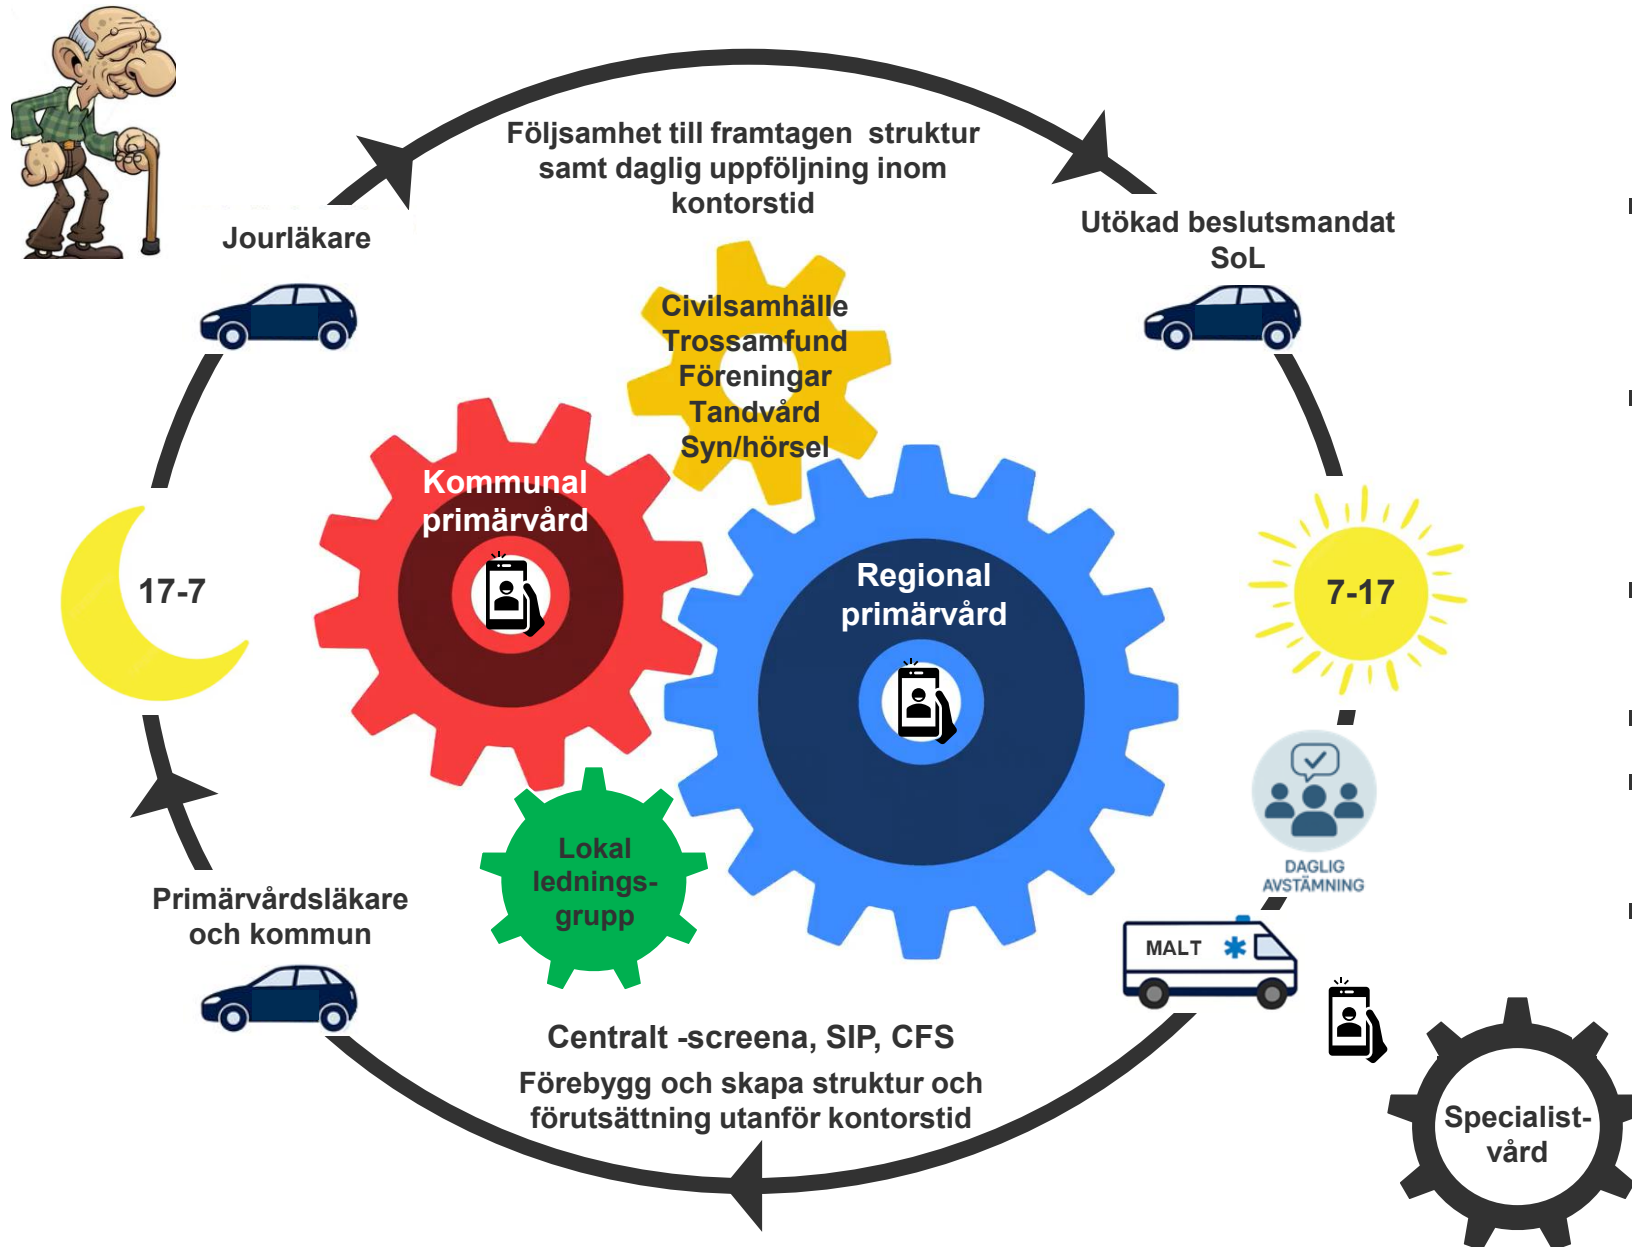 Följsamhet till framtagen struktur
samt daglig uppföljning inom
kontorstid
Jourläkare
Utökad beslutsmandat
SoL
Civilsamhälle
Trossamfund
Föreningar
Tandvård
Syn/hörsel
Kommunal
primärvård
Regional
primärvård
17-7
7-17
Lokal
lednings-
grupp
DAGLIG
AVSTÄMNING
Primärvårdsläkare
och kommun
MALT
Centralt -screena, SIP, CFS
Förebygg och skapa struktur och
förutsättning utanför kontorstid
Specialist-
vård